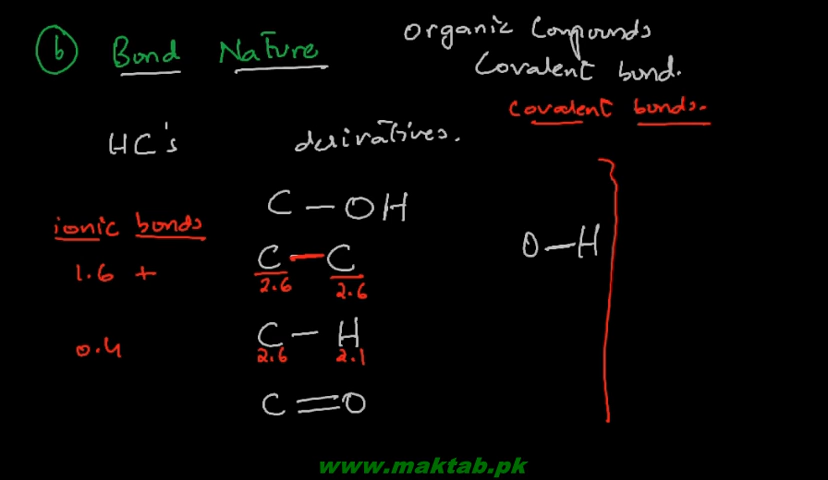 b Bond Nature
Organic Compounds
Covalent bond.
Covalent bonds.
HC's derivatives.
C — OH
ionic bonds
O — H
C — C
1.6 +
2.6 2.6
C — H
0.4
2.6 2.1
C = O
www.maktab.pk